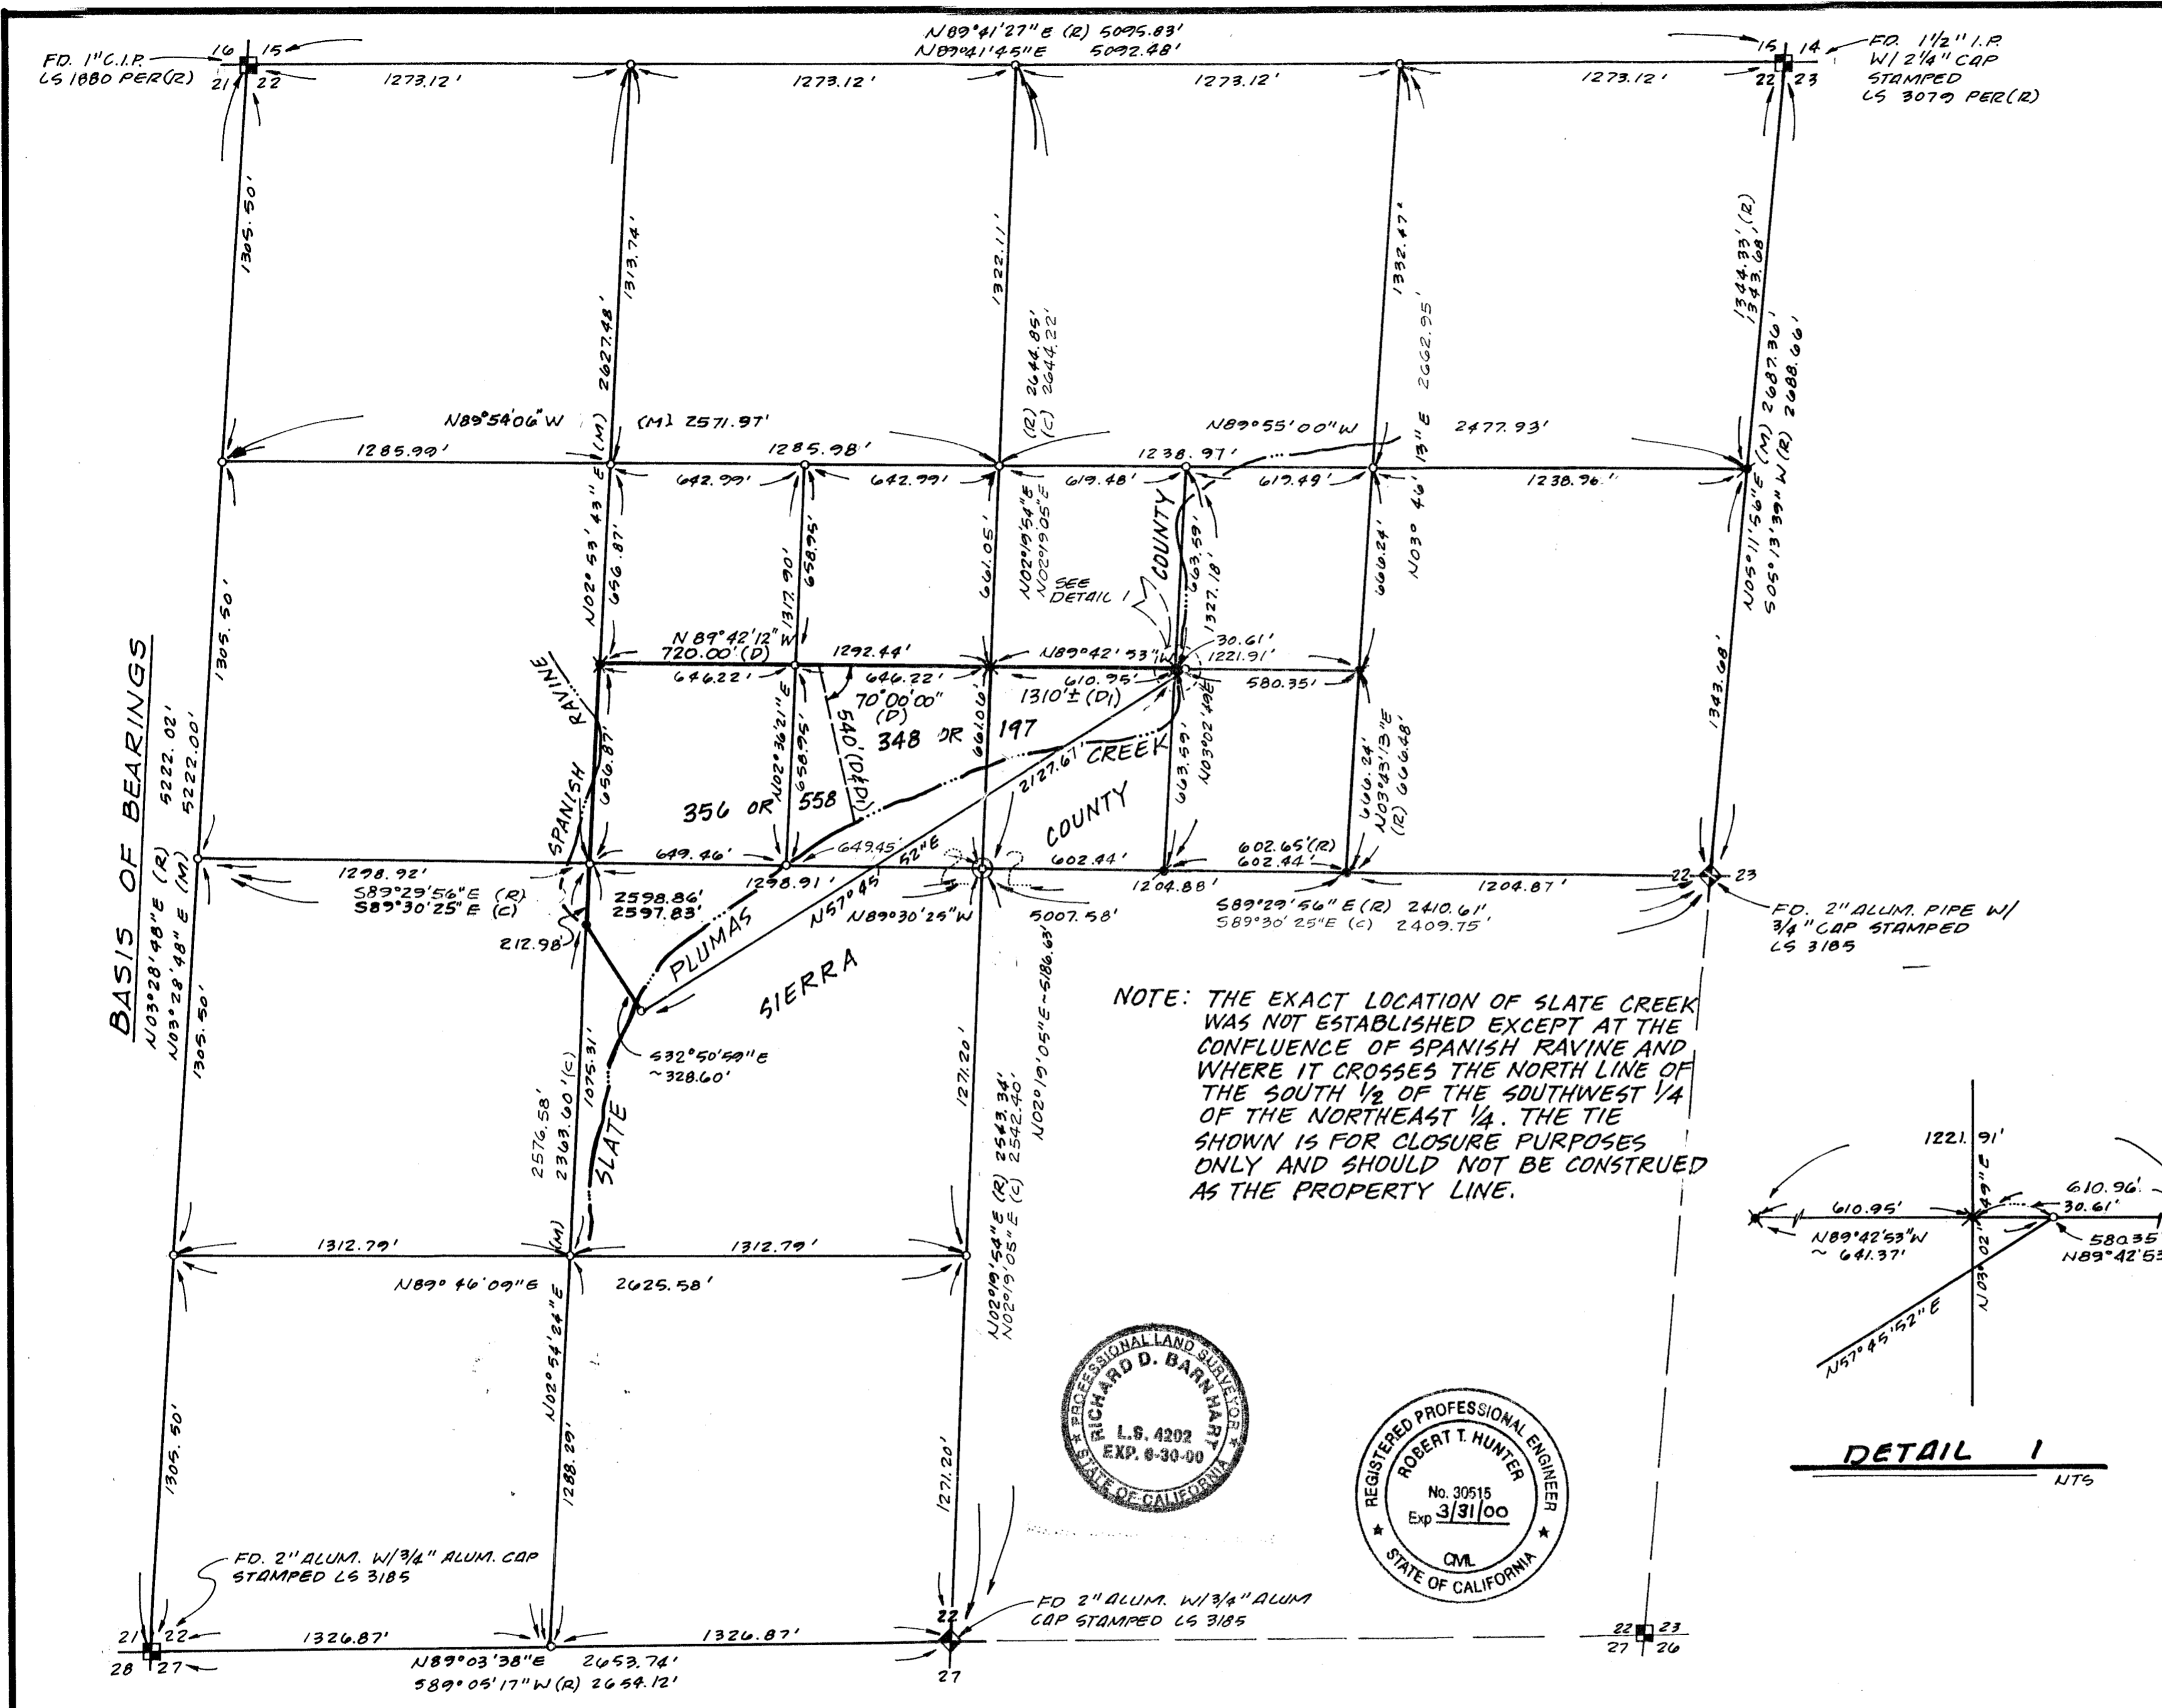 N89°41'27"E (R) 5095.83'
N89°41'45"E 5092.48'
FD. 1" C.I.P.
LS 1880 PER (R)
16 15
21 22
1273.12'
1273.12'
1273.12'
1273.12'
15 14
22 23
FD. 1 1/2" I.P.
W/ 2 1/4" CAP
STAMPED
LS 3079 PER (R)
1305.50'
1313.74'
1322.11'
1332.47'
1344.33' (R)
1343.68'
N02°53'43"E (M) 2627.48'
(R) 2644.85'
(C) 2644.22'
N02°19'54"E
N02°19'05"E
N03°46'13"E 2662.95'
N05°11'56"E (M) 2687.36'
S05°13'39"W (R) 2688.66'
N89°54'06"W (M) 2571.97'
N89°55'00"W 2477.93'
1285.99'
1285.98'
1238.97'
642.99'
642.99'
619.48'
619.49'
1238.96'
1305.50'
656.87'
1317.90'
658.95'
661.05'
SEE
DETAIL 1
COUNTY
663.59'
1327.18'
666.24'
BASIS OF BEARINGS
N03°28'48"E (R) 5222.02'
N03°28'48"E (M) 5222.00'
SPANISH RAVINE
N 89°42'12"W
720.00' (D)
1292.44'
N89°42'53"W
30.61'
1221.91'
646.22'
646.22'
610.95'
580.35'
1310'± (D1)
70°00'00"
(D)
540' (D&D1)
348 OR 197
656.87'
N02°36'21"E
658.95'
661.06'
2127.61'
CREEK
663.59'
N03°02'49"E
666.24'
N03°43'13"E
(R) 666.48'
1343.68'
356 OR 558
COUNTY
649.46'
649.45'
602.44'
602.65' (R)
602.44'
1298.92'
S89°29'56"E (R)
S89°30'25"E (C)
2598.86'
2597.83'
1298.91'
N57°45'52"E
N89°30'25"W
5007.58'
1204.88'
1204.87'
S89°29'56"E (R) 2410.61'
S89°30'25"E (C) 2409.75'
22 23
FD. 2" ALUM. PIPE W/
3/4" CAP STAMPED
LS 3185
212.98'
PLUMAS
SIERRA
N02°19'05"E ~ 5186.63'
1305.50'
S32°50'59"E
~328.60'
1075.31'
2576.58'
2363.60' (C)
SLATE
1271.20'
NOTE: THE EXACT LOCATION OF SLATE CREEK
WAS NOT ESTABLISHED EXCEPT AT THE
CONFLUENCE OF SPANISH RAVINE AND
WHERE IT CROSSES THE NORTH LINE OF
THE SOUTH 1/2 OF THE SOUTHWEST 1/4
OF THE NORTHEAST 1/4. THE TIE
SHOWN IS FOR CLOSURE PURPOSES
ONLY AND SHOULD NOT BE CONSTRUED
AS THE PROPERTY LINE.
1312.79'
1312.79'
N89°46'09"E 2625.58'
N02°54'24"E (M)
N02°19'54"E (R) 2543.34'
N02°19'05"E (C) 2542.40'
1305.50'
1288.29'
1271.20'
1221.91'
610.95'
610.96'
30.61'
N89°42'53"W
~ 641.37'
580.35
N89°42'53
N03°02'49"E
N57°45'52"E
DETAIL 1
NTS
PROFESSIONAL LAND SURVEYOR
RICHARD D. BARNHART
L.S. 4202
EXP. 9-30-00
STATE OF CALIFORNIA
REGISTERED PROFESSIONAL ENGINEER
ROBERT T. HUNTER
No. 30515
Exp 3/31/00
CIVIL
STATE OF CALIFORNIA
FD. 2" ALUM. W/ 3/4" ALUM. CAP
STAMPED LS 3185
21 22
28 27
1326.87'
1326.87'
N89°03'38"E 2653.74'
S89°05'17"W (R) 2654.12'
22
27
FD 2" ALUM. W/ 3/4" ALUM
CAP STAMPED LS 3185
22 23
27 26